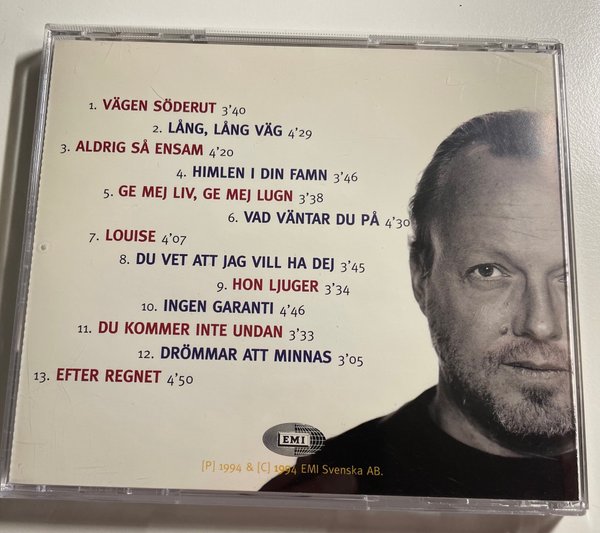 1. VÄGEN SÖDERUT 3'40
2. LÅNG, LÅNG VÄG 4'29
3. ALDRIG SÅ ENSAM 4'20
4. HIMLEN I DIN FAMN 3'46
5. GE MEJ LIV, GE MEJ LUGN 3'38
6. VAD VÄNTAR DU PÅ 4'30
7. LOUISE 4'07
8. DU VET ATT JAG VILL HA DEJ 3'45
9. HON LJUGER 3'34
10. INGEN GARANTI 4'46
11. DU KOMMER INTE UNDAN 3'33
12. DRÖMMAR ATT MINNAS 3'05
13. EFTER REGNET 4'50
EMI
[P] 1994 & [C] 1994 EMI Svenska AB.